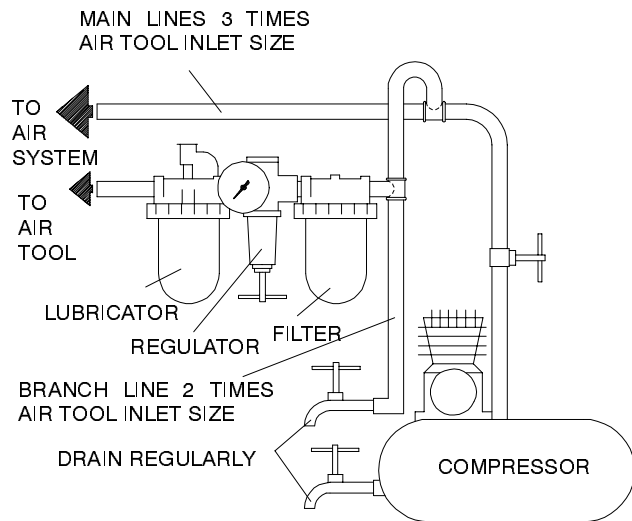 MAIN LINES 3 TIMES
AIR TOOL INLET SIZE
TO
AIR
SYSTEM
TO
AIR
TOOL
LUBRICATOR
REGULATOR
FILTER
BRANCH LINE 2 TIMES
AIR TOOL INLET SIZE
DRAIN REGULARLY
COMPRESSOR